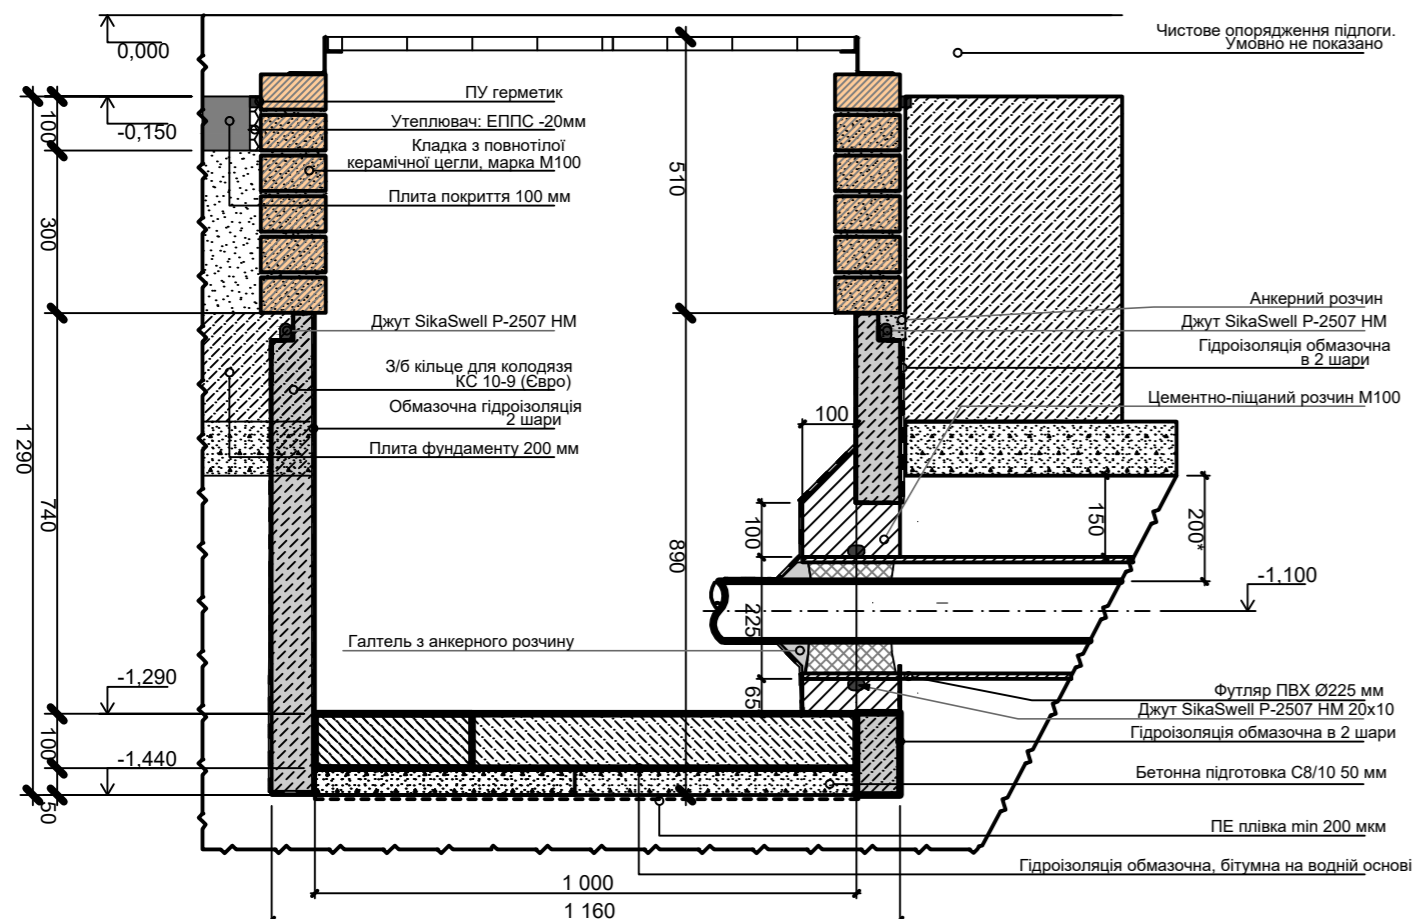 Чистове опорядження підлоги.
Умовно не показано
0,000
-0,150
ПУ герметик
Утеплювач: ЕППС -20мм
Кладка з повнотілої
керамічної цегли, марка М100
Плита покриття 100 мм
100
300
740
100
50
1 290
510
890
Джут SikaSwell P-2507 HM
З/б кільце для колодязя
КС 10-9 (Євро)
Обмазочна гідроізоляція
2 шари
Плита фундаменту 200 мм
Анкерний розчин
Джут SikaSwell P-2507 HM
Гідроізоляція обмазочна
в 2 шари
Цементно-піщаний розчин М100
100
100
225
65
150
200*
-1,100
Галтель з анкерного розчину
-1,290
-1,440
Футляр ПВХ Ø225 мм
Джут SikaSwell P-2507 HM 20x10
Гідроізоляція обмазочна в 2 шари
Бетонна підготовка С8/10 50 мм
ПЕ плівка min 200 мкм
Гідроізоляція обмазочна, бітумна на водній основі
1 000
1 160